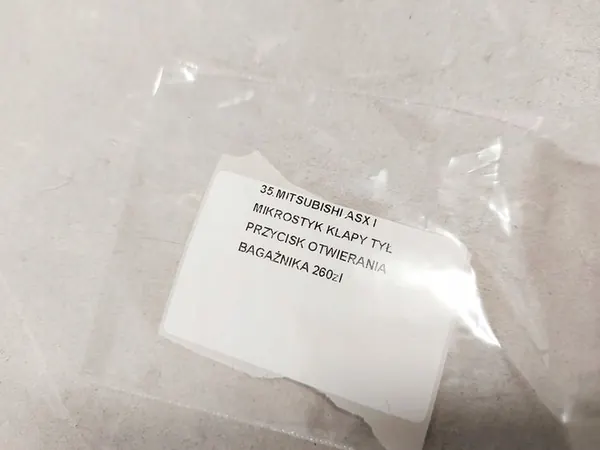 35.MITSUBISHI ASX I
MIKROSTYK KLAPY TYŁ
PRZYCISK OTWIERANIA
BAGAŻNIKA 260zł